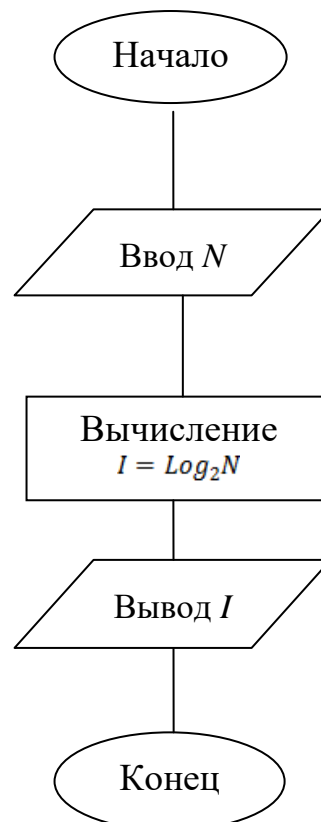 Начало
Ввод N
Вычисление
I = Log₂N
Вывод I
Конец